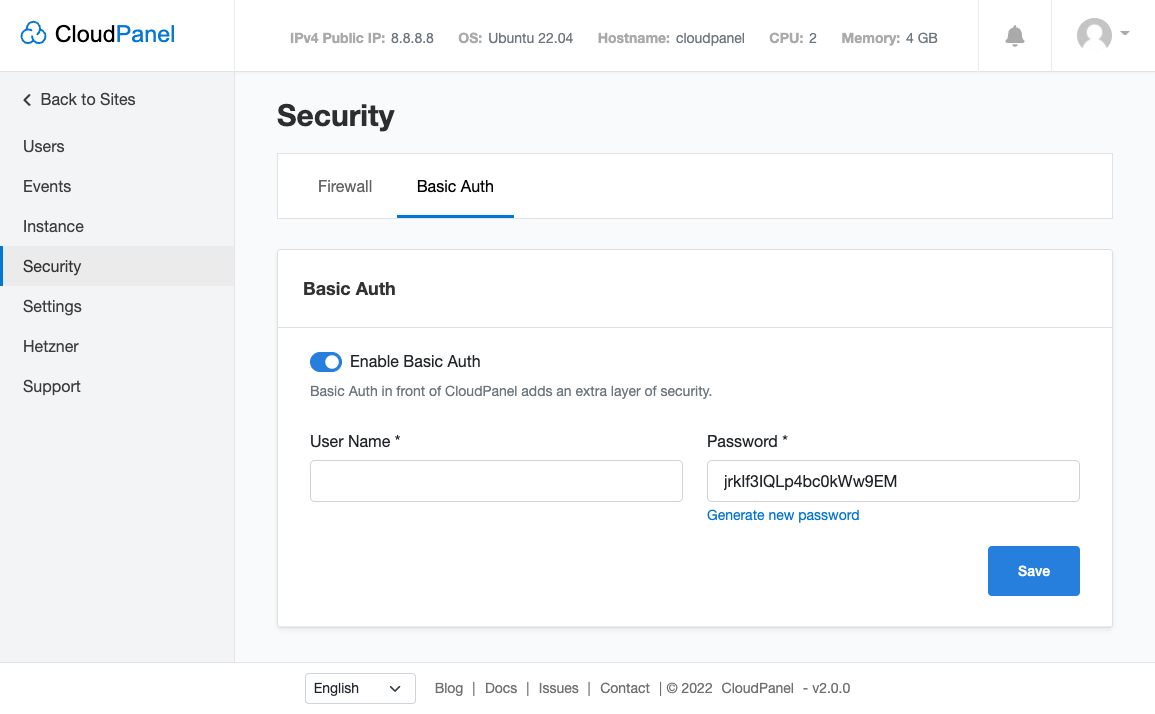 CloudPanel
IPv4 Public IP: 8.8.8.8 OS: Ubuntu 22.04 Hostname: cloudpanel CPU: 2 Memory: 4 GB
Back to Sites
Users
Events
Instance
Security
Settings
Hetzner
Support
Security
Firewall Basic Auth
Basic Auth
Enable Basic Auth
Basic Auth in front of CloudPanel adds an extra layer of security.
User Name * Password *
jrklf3IQLp4bc0kWw9EM
Generate new password
Save
English Blog | Docs | Issues | Contact | © 2022 CloudPanel - v2.0.0